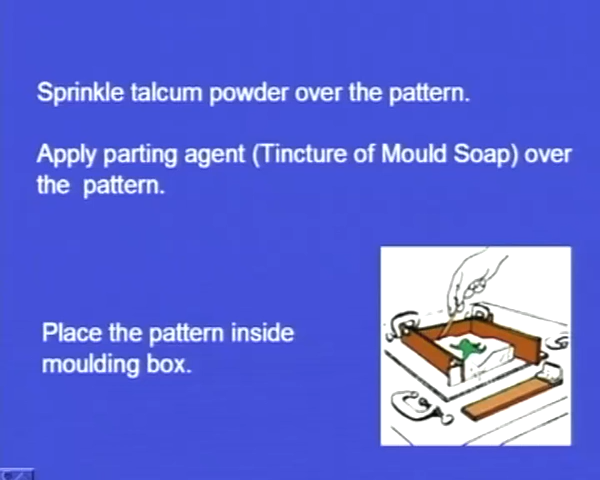 Sprinkle talcum powder over the pattern.
Apply parting agent (Tincture of Mould Soap) over
the pattern.
Place the pattern inside
moulding box.